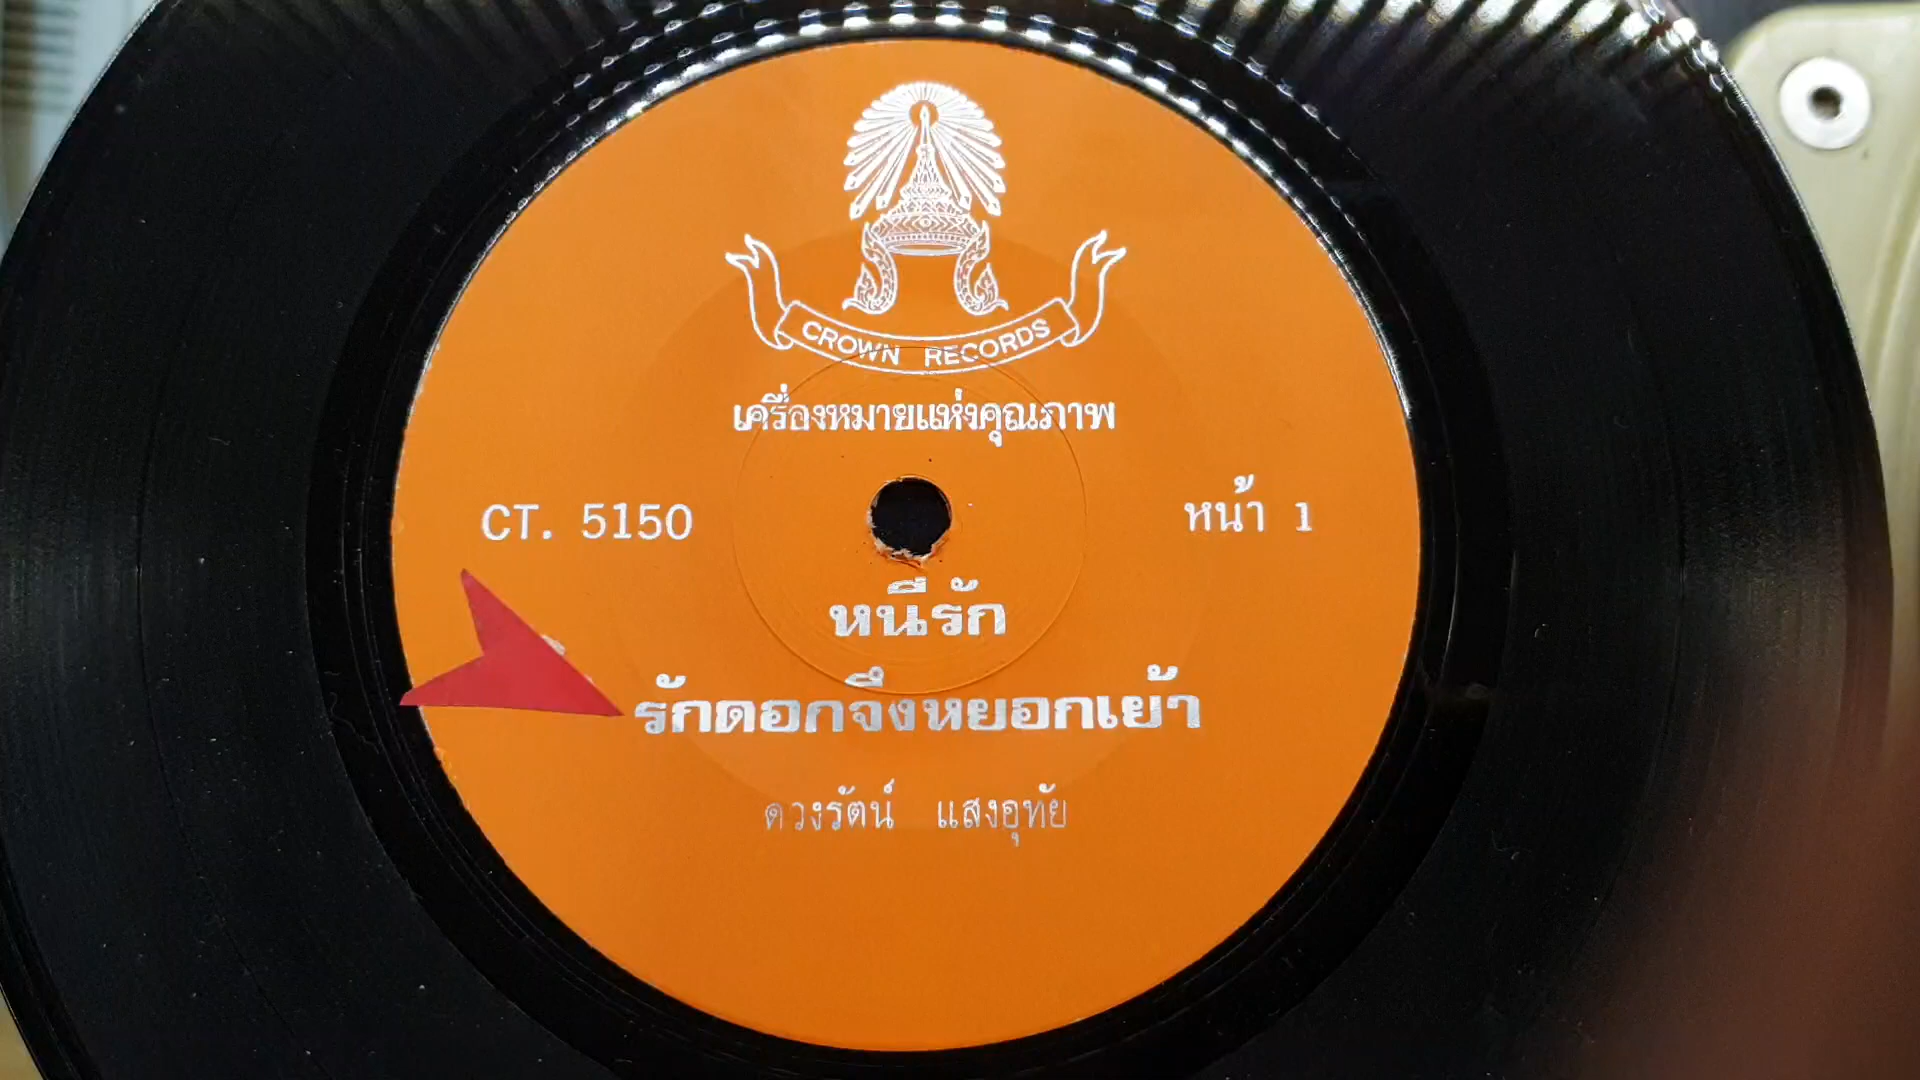 CROWN RECORDS
เครื่องหมายแห่งคุณภาพ
CT. 5150
หน้า 1
หนีรัก
รักดอกจึงหยอกเย้า
ดวงรัตน์ แสงอุทัย